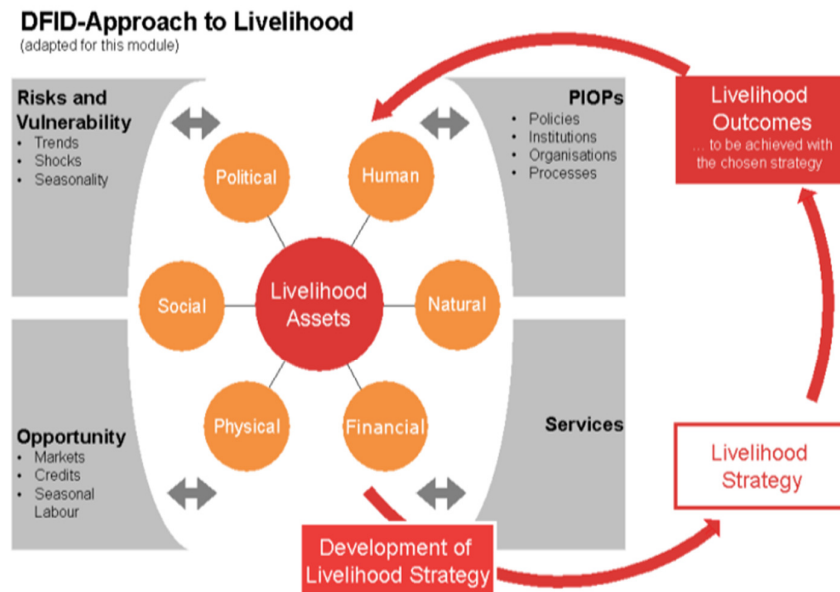 DFID-Approach to Livelihood
(adapted for this module)
Risks and
Vulnerability
• Trends
• Shocks
• Seasonality
PIOPs
• Policies
• Institutions
• Organisations
• Processes
Livelihood
Outcomes
... to be achieved with
the chosen strategy
Political
Human
Social
Livelihood
Assets
Natural
Physical
Financial
Opportunity
• Markets
• Credits
• Seasonal
Labour
Services
Livelihood
Strategy
Development of
Livelihood Strategy